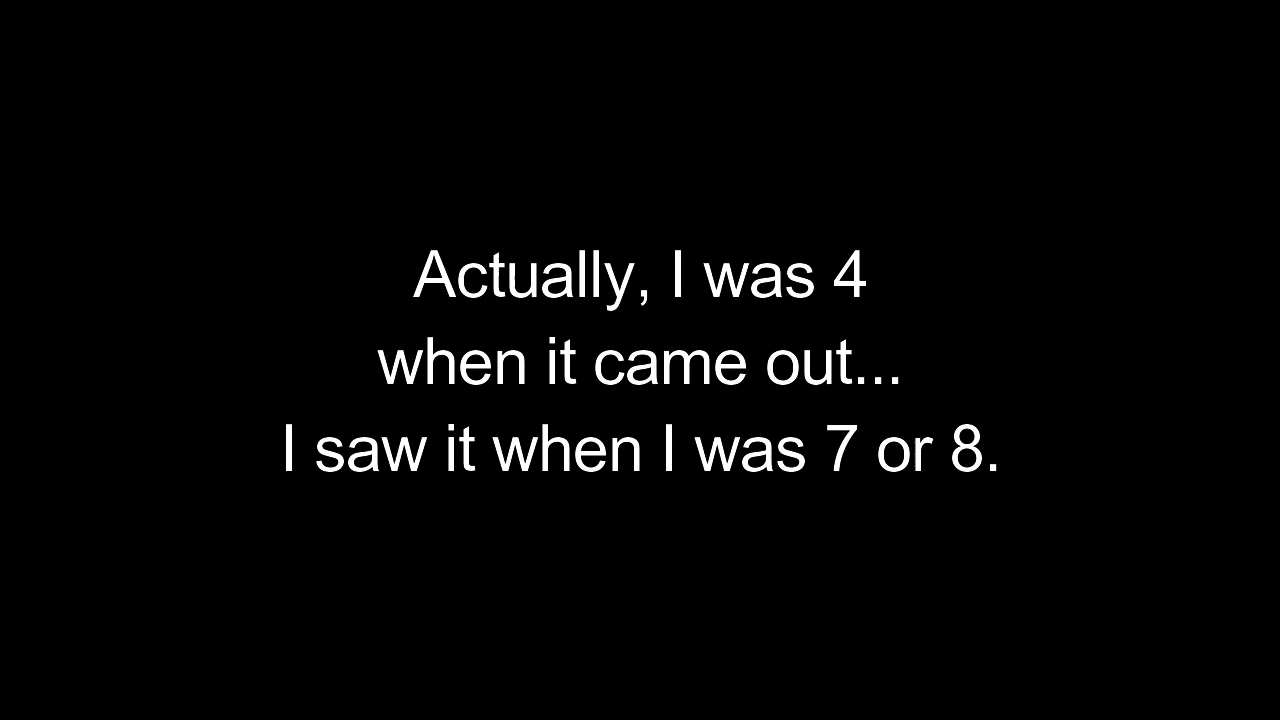 Actually, I was 4
when it came out...
I saw it when I was 7 or 8.